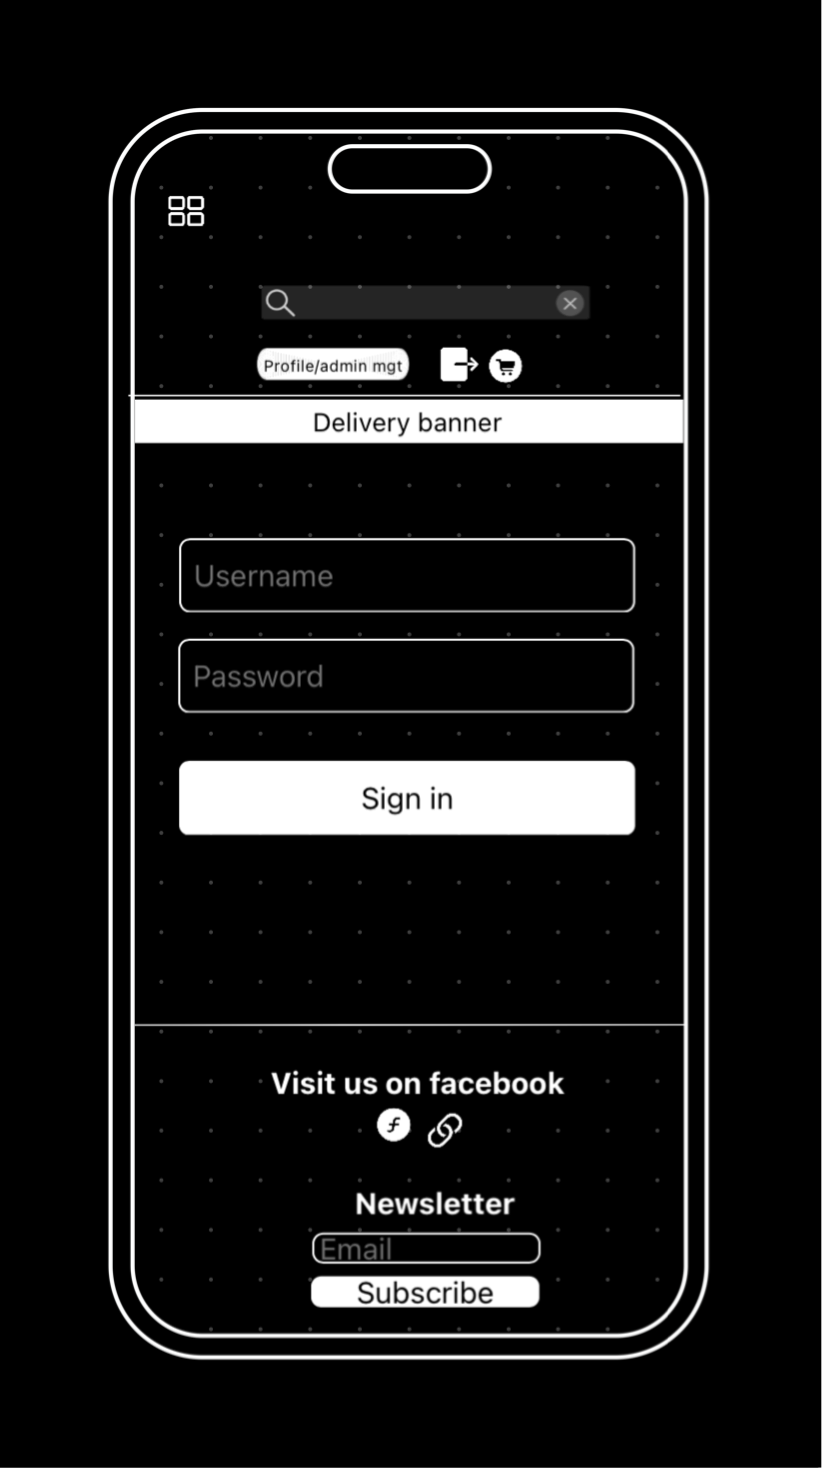 Profile/admin mgt
Delivery banner
Username
Password
Sign in
Visit us on facebook
f
Newsletter
Email
Subscribe